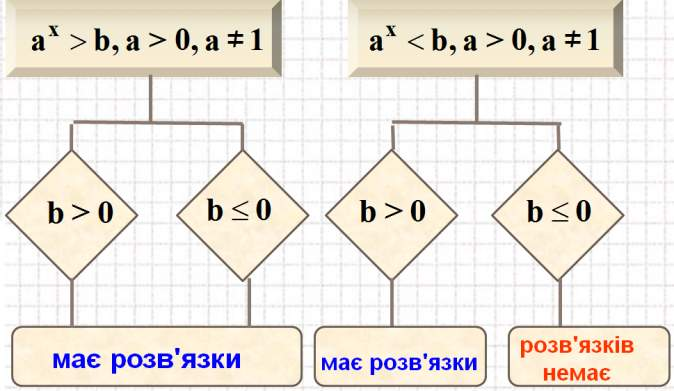 aˣ > b, a > 0, a ≠ 1
aˣ < b, a > 0, a ≠ 1
b > 0
b ≤ 0
b > 0
b ≤ 0
має розв'язки
має розв'язки
розв'язків
немає